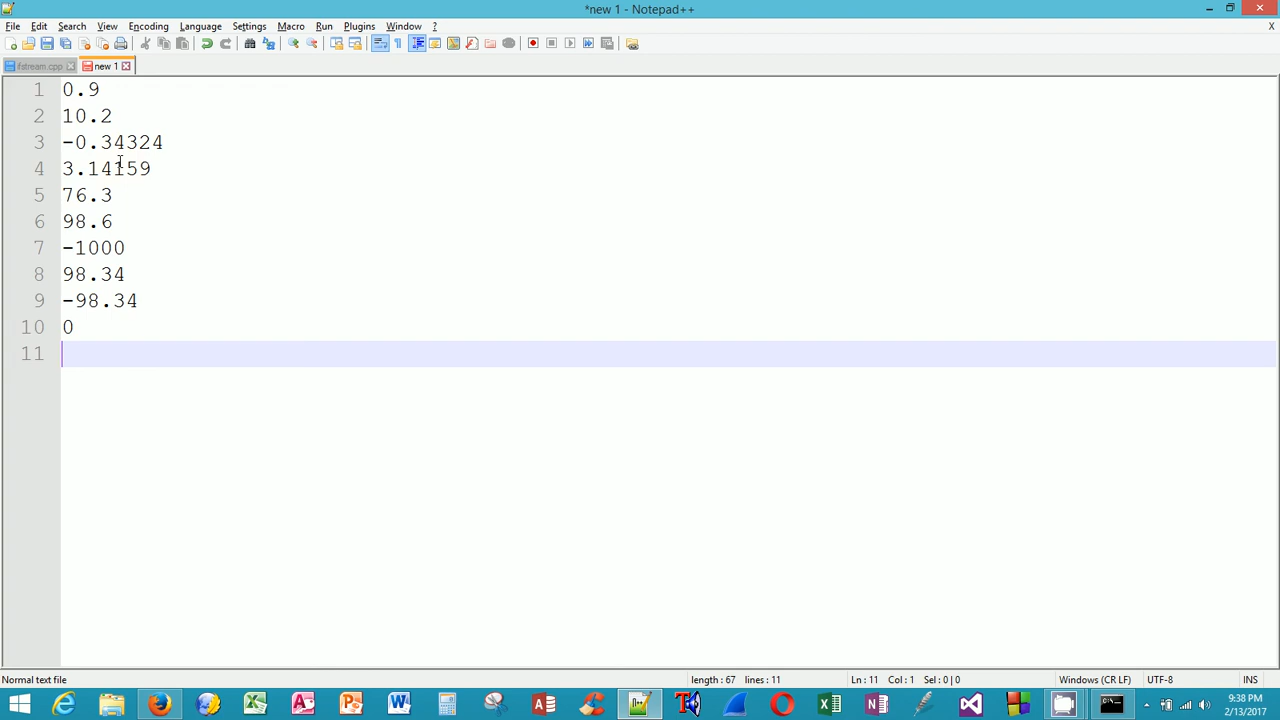 *new 1 - Notepad++
File Edit Search View Encoding Language Settings Macro Run Plugins Window ? X
ifstream.cpp new 1
1 0.9
2 10.2
3 -0.34324
4 3.14159
5 76.3
6 98.6
7 -1000
8 98.34
9 -98.34
10 0
11
Normal text file length : 67 lines : 11 Ln : 11 Col : 1 Sel : 0 | 0 Windows (CR LF) UTF-8 INS
9:38 PM
2/13/2017